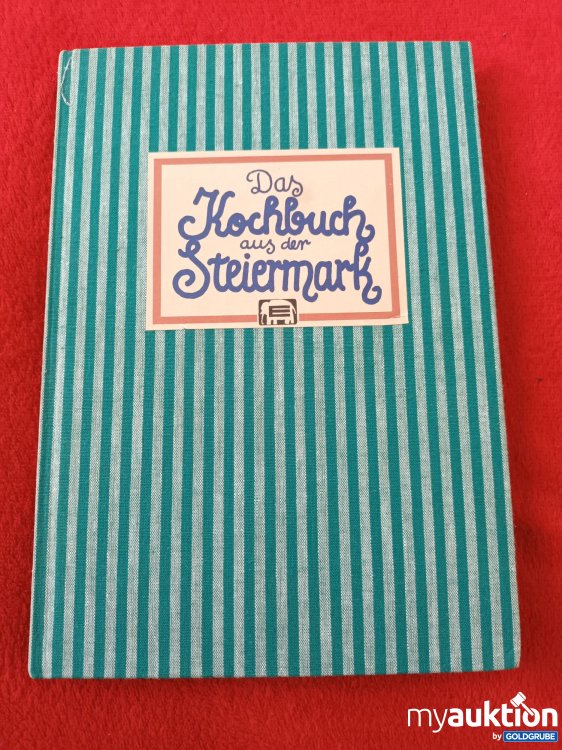 Das
Kochbuch
aus der
Steiermark
myauktion
by GOLDGRUBE